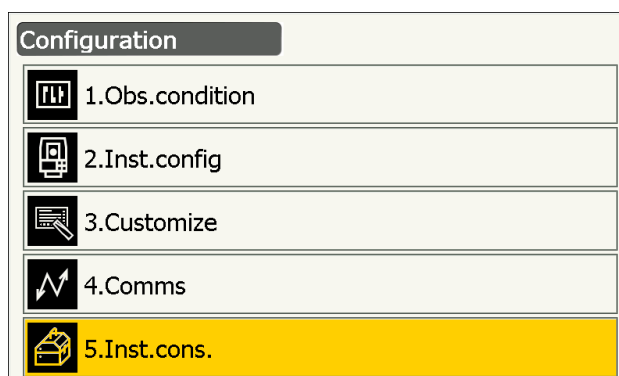 Configuration
1.Obs.condition
2.Inst.config
3.Customize
4.Comms
5.Inst.cons.